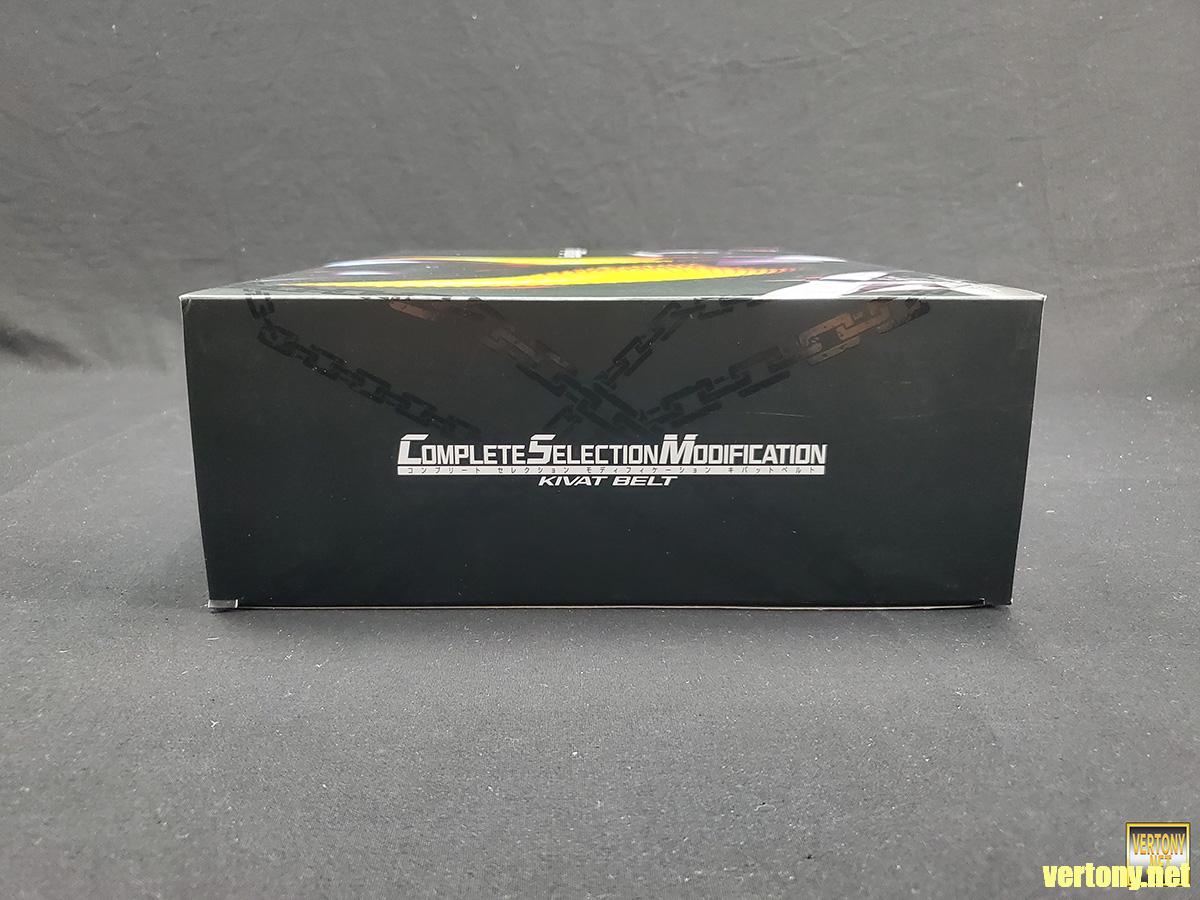 COMPLETE SELECTION MODIFICATION
コンプリート セレクション モディフィケーション キバットベルト
KIVAT BELT
VERTONY
.NET
vertony.net